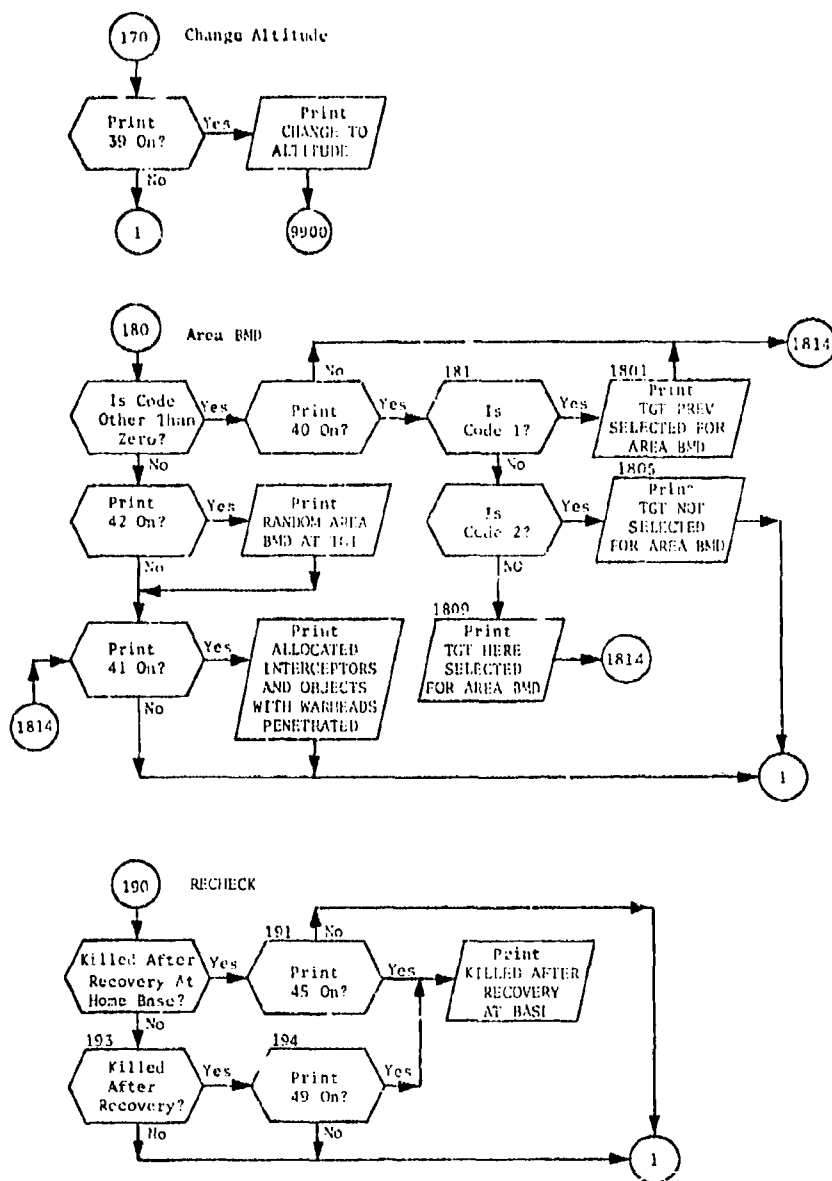 170 Change Altitude
Print
39 On?
Yes
Print
CHANGE TO
ALTITUDE
No
1
9900
180 Area BMD
1814
Is Code
Other Than
Zero?
Yes
No
Print
40 On?
Yes
181
Is
Code 1?
Yes
1801
Print
TGT PREV
SELECTED FOR
AREA BMD
No
No
Print
42 On?
Yes
Print
RANDOM AREA
BMD AT TGT
Is
Code 2?
Yes
1805
Print
TGT NOT
SELECTED
FOR AREA BMD
No
NO
Print
41 On?
Yes
Print
ALLOCATED
INTERCEPTORS
AND OBJECTS
WITH WARHEADS
PENETRATED
1809
Print
TGT HERE
SELECTED
FOR AREA BMD
1814
1814
No
1
190 RECHECK
Killed After
Recovery At
Home Base?
Yes
191
No
Print
45 On?
Yes
Print
KILLED AFTER
RECOVERY
AT BASE
No
193
Killed
After
Recovery?
Yes
194
Print
49 On?
Yes
No
No
1